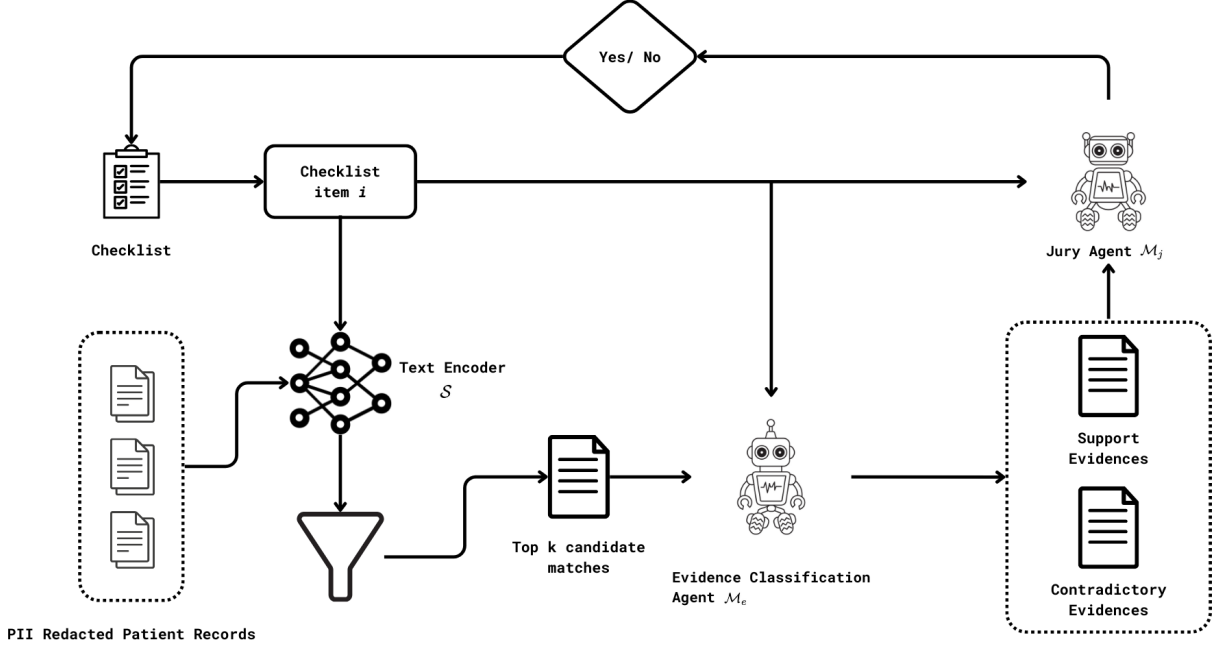 Yes/ No
Checklist
item i
Checklist
Jury Agent ℳj
Text Encoder
𝒮
Support
Evidences
Top k candidate
matches
Evidence Classification
Agent ℳe
Contradictory
Evidences
PII Redacted Patient Records